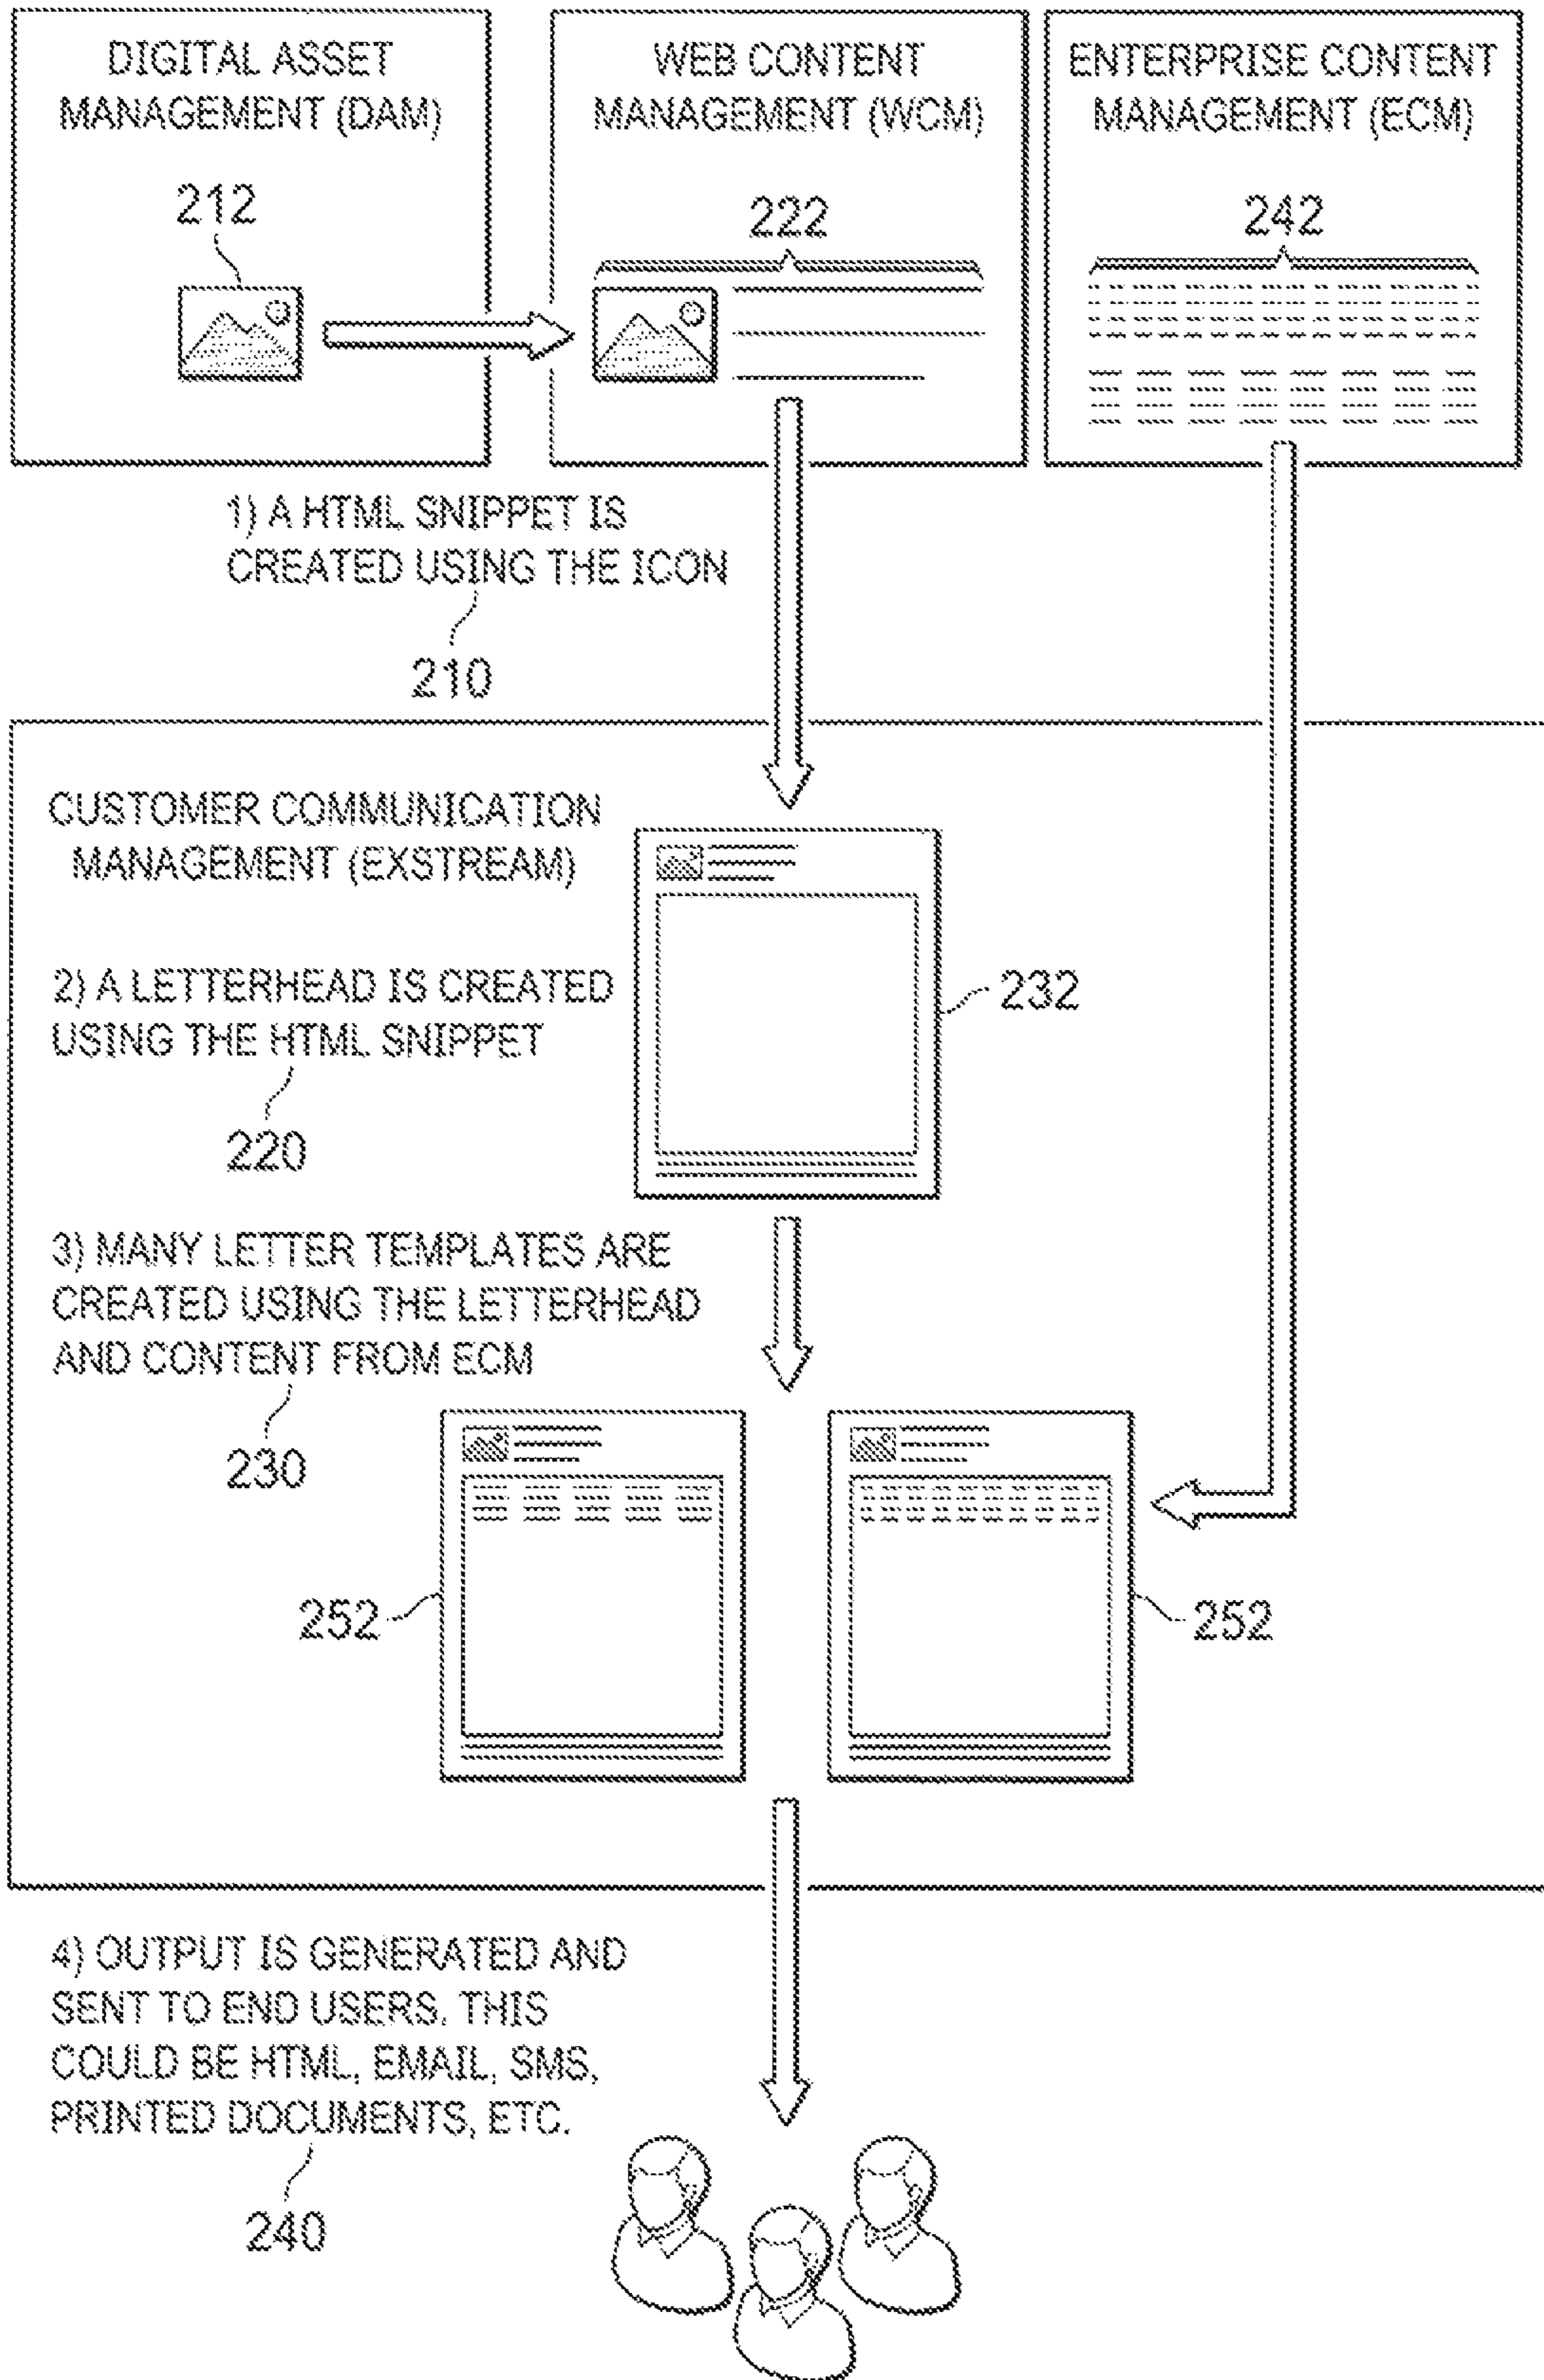 DIGITAL ASSET
MANAGEMENT (DAM)
212
WEB CONTENT
MANAGEMENT (WCM)
222
ENTERPRISE CONTENT
MANAGEMENT (ECM)
242
1) A HTML SNIPPET IS
CREATED USING THE ICON
210
CUSTOMER COMMUNICATION
MANAGEMENT (EXSTREAM)
2) A LETTERHEAD IS CREATED
USING THE HTML SNIPPET
220
232
3) MANY LETTER TEMPLATES ARE
CREATED USING THE LETTERHEAD
AND CONTENT FROM ECM
230
252
252
4) OUTPUT IS GENERATED AND
SENT TO END USERS. THIS
COULD BE HTML, EMAIL, SMS,
PRINTED DOCUMENTS, ETC.
240